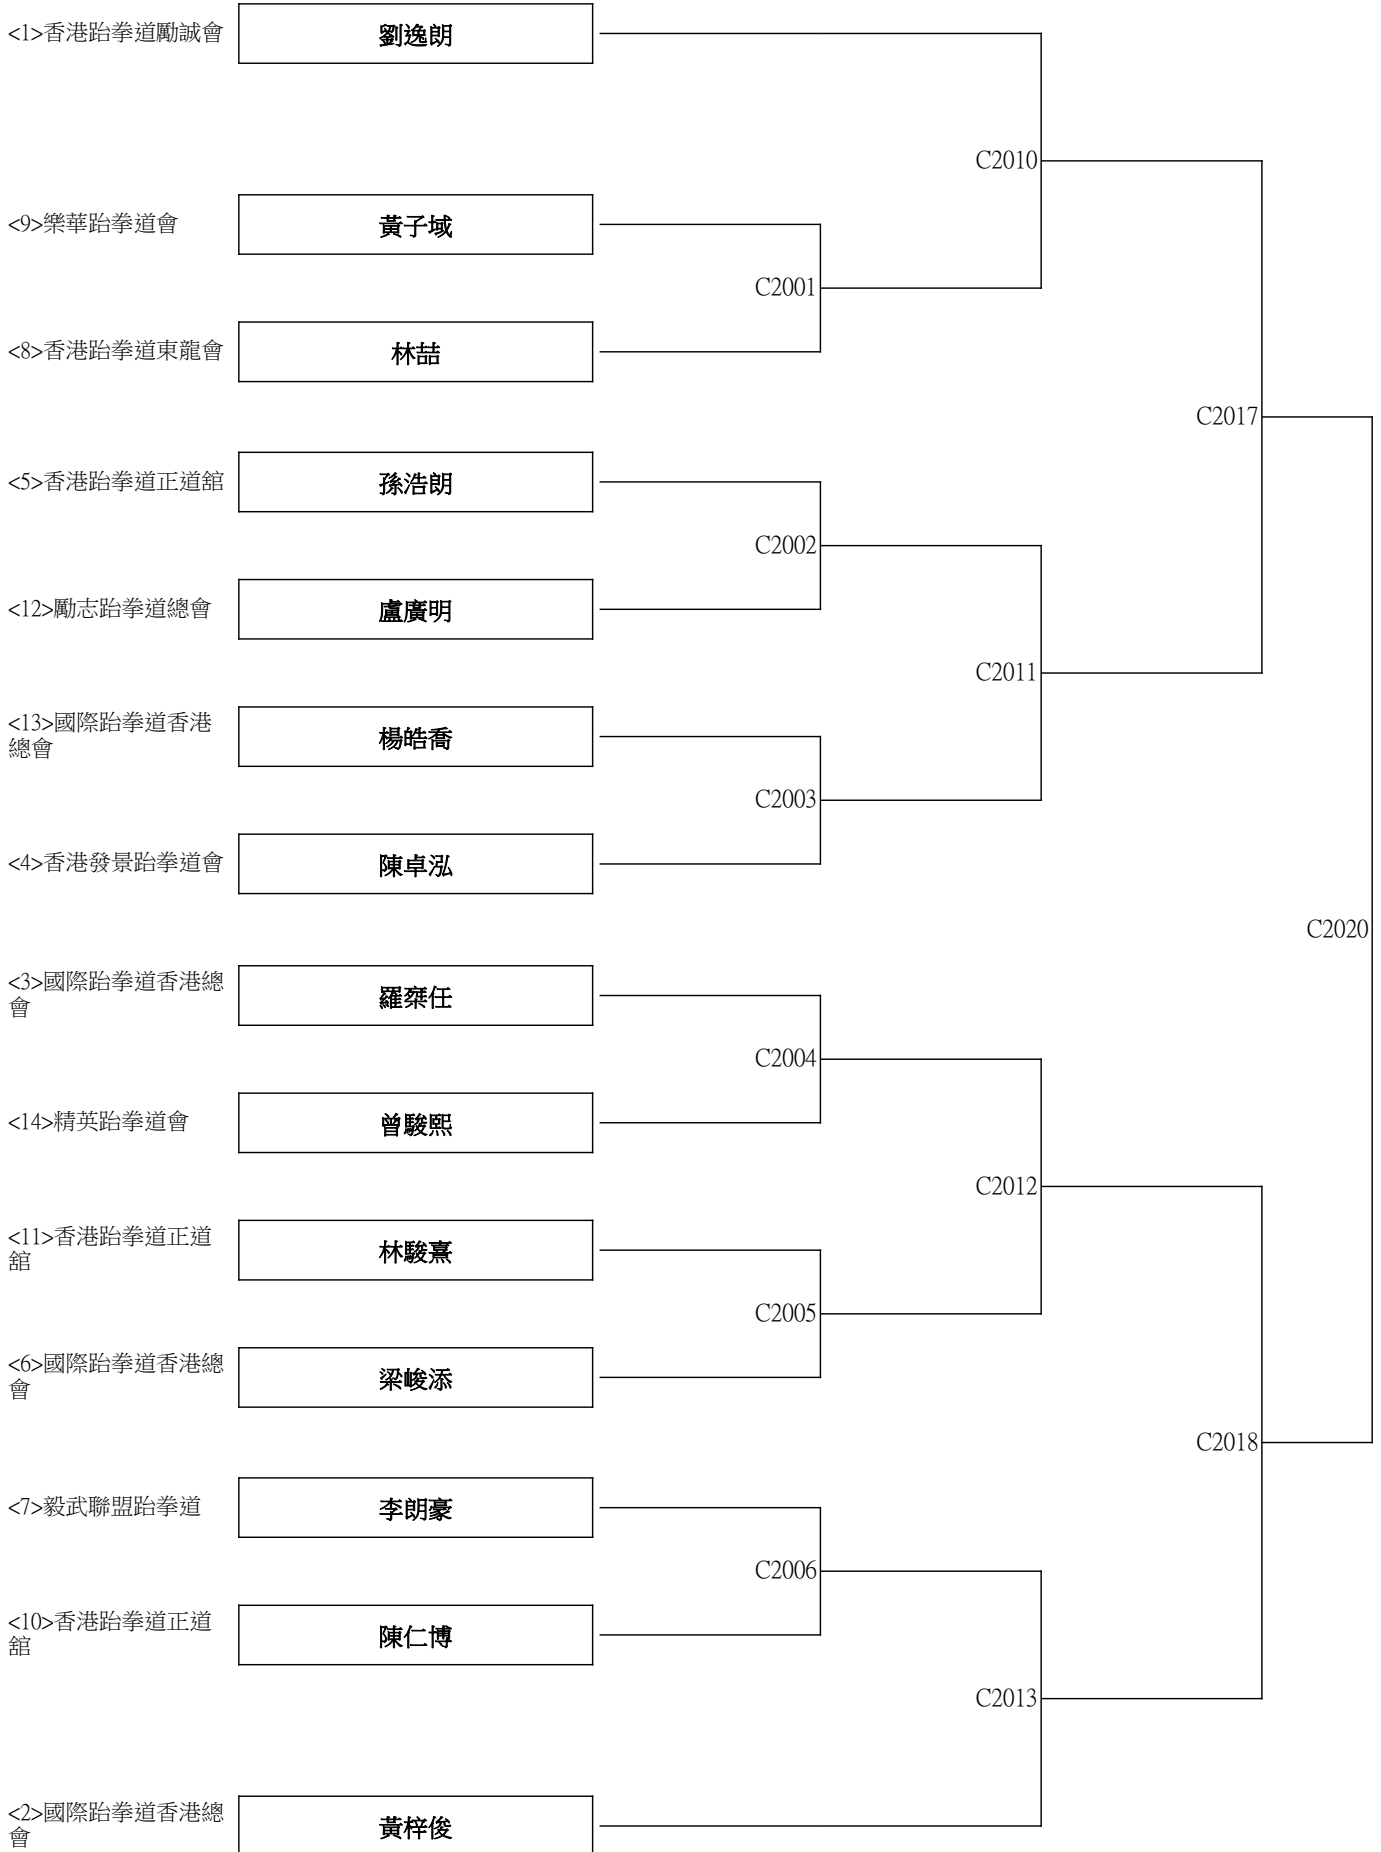 <1>香港跆拳道勵誠會
劉逸朗
C2010
<9>樂華跆拳道會
黃子域
C2001
<8>香港跆拳道東龍會
林喆
C2017
<5>香港跆拳道正道舘
孫浩朗
C2002
<12>勵志跆拳道總會
盧廣明
C2011
<13>國際跆拳道香港
總會
楊皓喬
C2003
<4>香港發景跆拳道會
陳卓泓
C2020
<3>國際跆拳道香港總
會
羅棨任
C2004
<14>精英跆拳道會
曾駿熙
C2012
<11>香港跆拳道正道
舘
林駿熹
C2005
<6>國際跆拳道香港總
會
梁峻添
C2018
<7>毅武聯盟跆拳道
李朗豪
C2006
<10>香港跆拳道正道
舘
陳仁博
C2013
<2>國際跆拳道香港總
會
黃梓俊